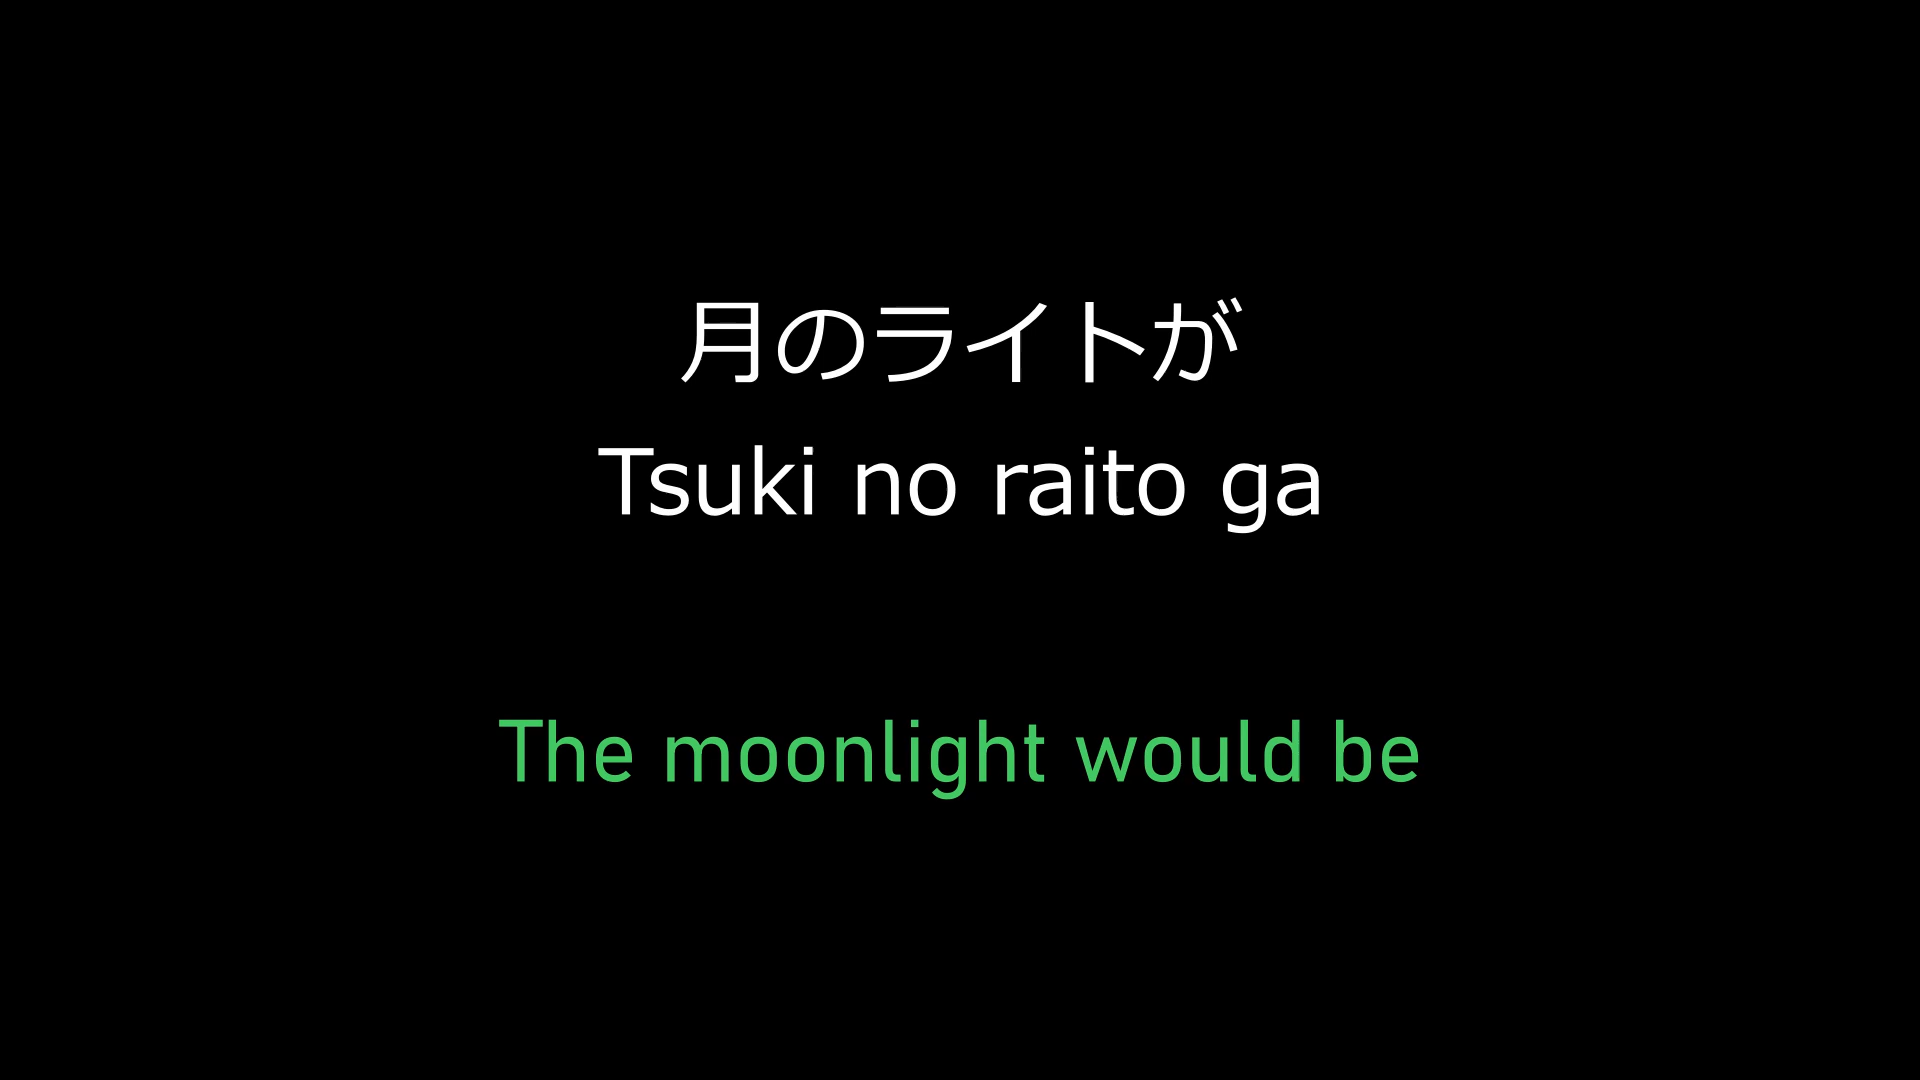 月のライトが
Tsuki no raito ga
The moonlight would be